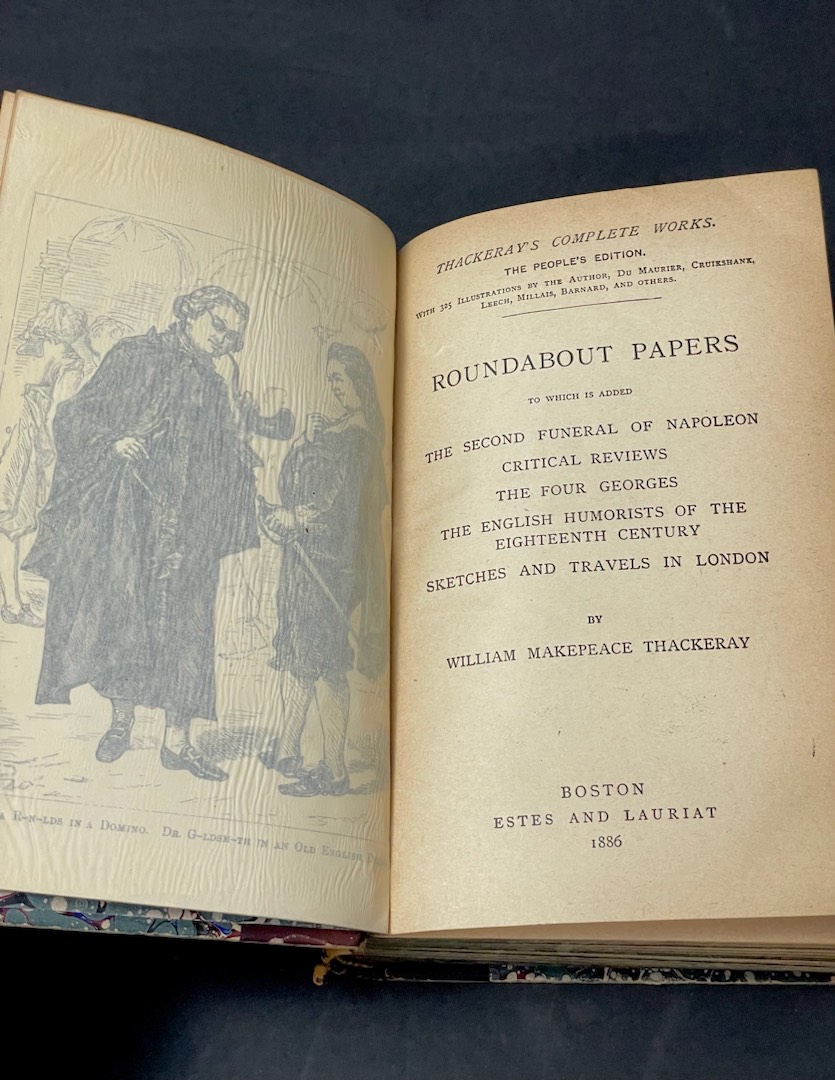 R-N-LDS IN A DOMINO. DR. G-LDSM-TH IN AN OLD ENGLISH
THACKERAY'S COMPLETE WORKS.
THE PEOPLE'S EDITION.
WITH 325 ILLUSTRATIONS BY THE AUTHOR, DU MAURIER, CRUIKSHANK,
LEECH, MILLAIS, BARNARD, AND OTHERS.
ROUNDABOUT PAPERS
TO WHICH IS ADDED
THE SECOND FUNERAL OF NAPOLEON
CRITICAL REVIEWS
THE FOUR GEORGES
THE ENGLISH HUMORISTS OF THE
EIGHTEENTH CENTURY
SKETCHES AND TRAVELS IN LONDON
BY
WILLIAM MAKEPEACE THACKERAY
BOSTON
ESTES AND LAURIAT
1886